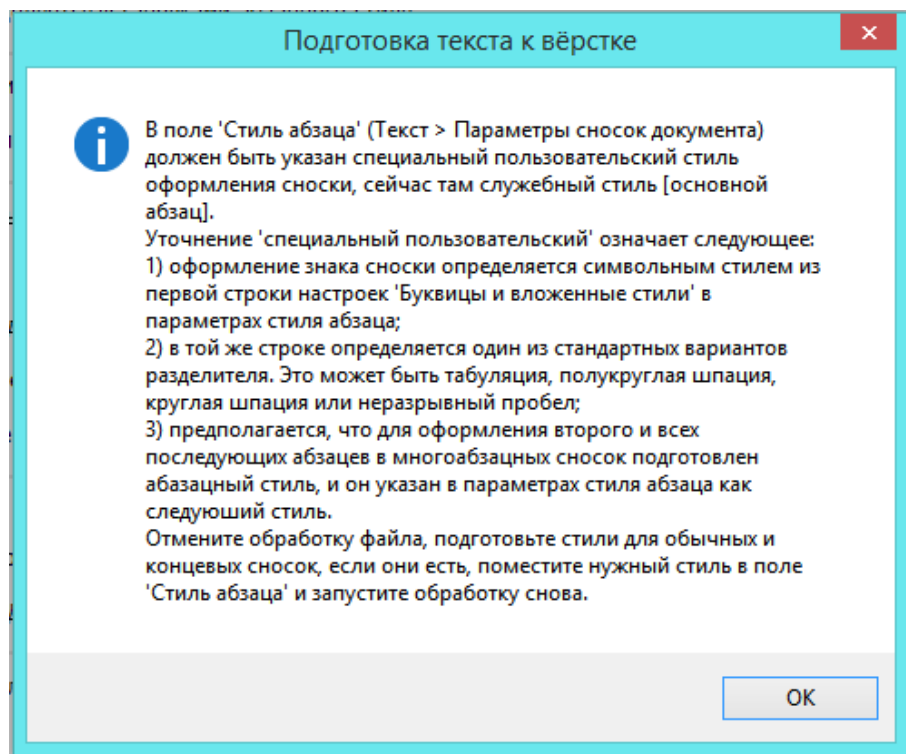 Подготовка текста к вёрстке
В поле 'Стиль абзаца' (Текст > Параметры сносок документа)
должен быть указан специальный пользовательский стиль
оформления сноски, сейчас там служебный стиль [основной
абзац].
Уточнение 'специальный пользовательский' означает следующее:
1) оформление знака сноски определяется символьным стилем из
первой строки настроек 'Буквицы и вложенные стили' в
параметрах стиля абзаца;
2) в той же строке определяется один из стандартных вариантов
разделителя. Это может быть табуляция, полукруглая шпация,
круглая шпация или неразрывный пробел;
3) предполагается, что для оформления второго и всех
последующих абзацев в многоабзацных сносок подготовлен
абазацный стиль, и он указан в параметрах стиля абзаца как
следуюший стиль.
Отмените обработку файла, подготовьте стили для обычных и
концевых сносок, если они есть, поместите нужный стиль в поле
'Стиль абзаца' и запустите обработку снова.
ОК